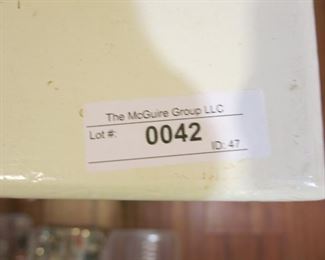 The McGuire Group LLC
Lot #: 0042
ID: 47